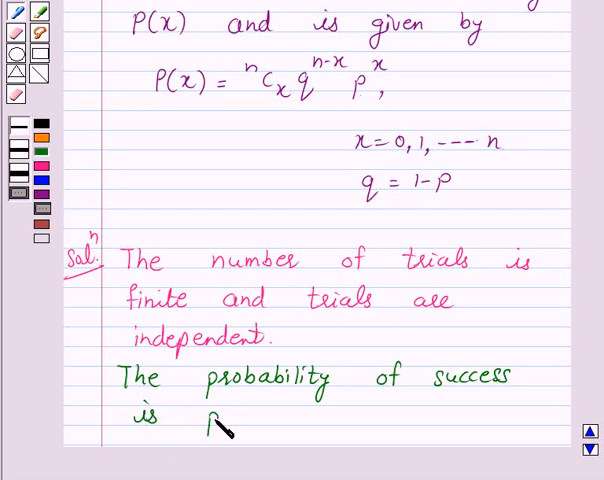 P(x) and is given by
P(x) = ⁿCₓ qⁿ⁻ˣ pˣ,
x = 0, 1, ---- n
q = 1 - p
Solⁿ. The number of trials is
finite and trials are
independent.
The probability of success
is